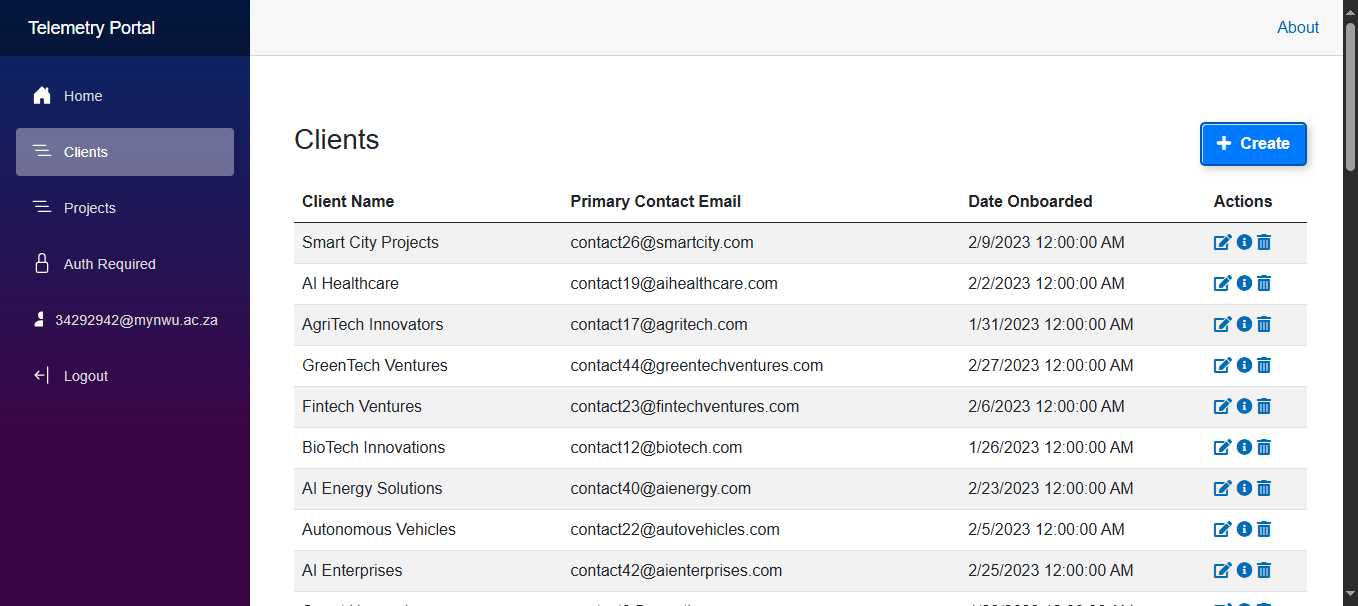 Telemetry Portal
About
Home
Clients
Projects
Auth Required
34292942@mynwu.ac.za
Logout
Clients
Create
Client Name Primary Contact Email Date Onboarded Actions
Smart City Projects contact26@smartcity.com 2/9/2023 12:00:00 AM
AI Healthcare contact19@aihealthcare.com 2/2/2023 12:00:00 AM
AgriTech Innovators contact17@agritech.com 1/31/2023 12:00:00 AM
GreenTech Ventures contact44@greentechventures.com 2/27/2023 12:00:00 AM
Fintech Ventures contact23@fintechventures.com 2/6/2023 12:00:00 AM
BioTech Innovations contact12@biotech.com 1/26/2023 12:00:00 AM
AI Energy Solutions contact40@aienergy.com 2/23/2023 12:00:00 AM
Autonomous Vehicles contact22@autovehicles.com 2/5/2023 12:00:00 AM
AI Enterprises contact42@aienterprises.com 2/25/2023 12:00:00 AM